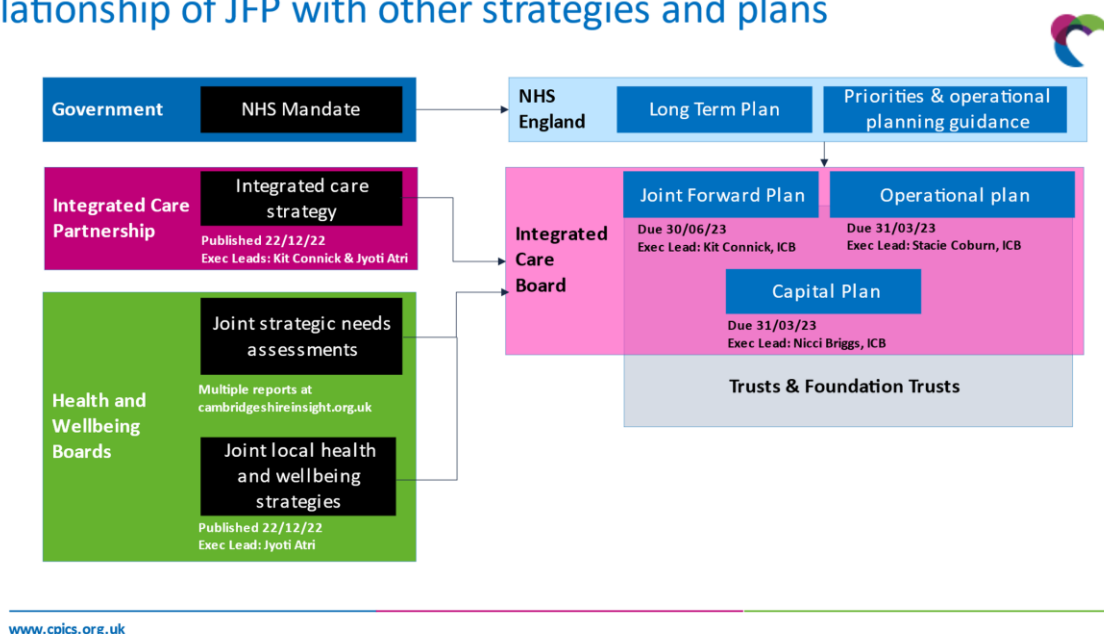 lationship of JFP with other strategies and plans
Government
NHS Mandate
NHS
England
Long Term Plan
Priorities & operational
planning guidance
Integrated Care
Partnership
Integrated care
strategy
Published 22/12/22
Exec Leads: Kit Connick & Jyoti Atri
Integrated
Care
Board
Joint Forward Plan
Due 30/06/23
Exec Lead: Kit Connick, ICB
Operational plan
Due 31/03/23
Exec Lead: Stacie Coburn, ICB
Capital Plan
Due 31/03/23
Exec Lead: Nicci Briggs, ICB
Trusts & Foundation Trusts
Health and
Wellbeing
Boards
Joint strategic needs
assessments
Multiple reports at
cambridgeshireinsight.org.uk
Joint local health
and wellbeing
strategies
Published 22/12/22
Exec Lead: Jyoti Atri
www.cpics.org.uk